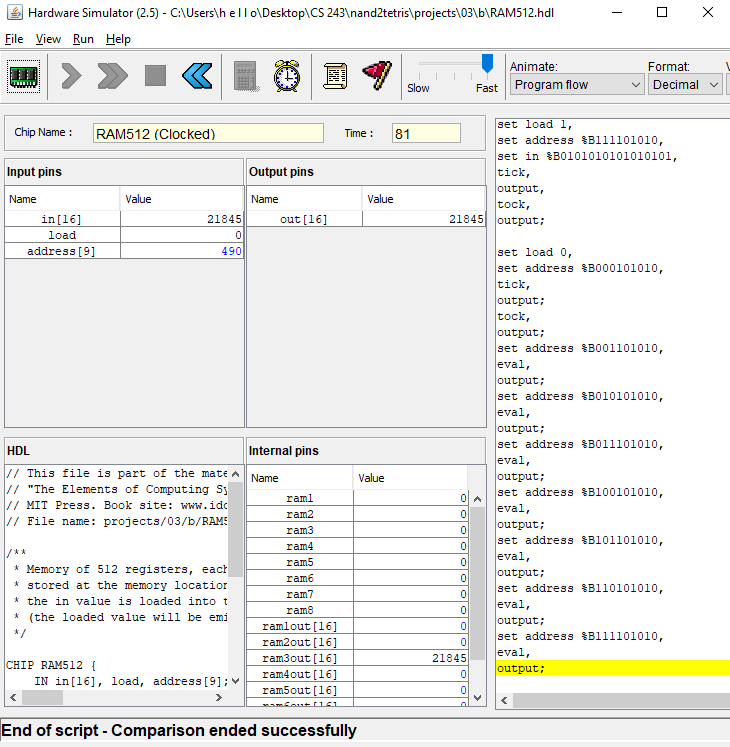 Hardware Simulator (2.5) - C:\Users\h e l l o\Desktop\CS 243\nand2tetris\projects\03\b\RAM512.hdl
File View Run Help
Slow Fast
Animate:
Program flow
Format:
Decimal
Chip Name :
RAM512 (Clocked)
Time :
81
Input pins
Name Value
in[16] 21845
load 0
address[9] 490
Output pins
Name Value
out[16] 21845
HDL
// This file is part of the mate
// "The Elements of Computing Sy
// MIT Press. Book site: www.idc
// File name: projects/03/b/RAM5
/**
* Memory of 512 registers, each
* stored at the memory location
* the in value is loaded into t
* (the loaded value will be emi
*/
CHIP RAM512 {
IN in[16], load, address[9];
Internal pins
Name Value
ram1 0
ram2 0
ram3 0
ram4 0
ram5 0
ram6 0
ram7 0
ram8 0
ram1out[16] 0
ram2out[16] 0
ram3out[16] 21845
ram4out[16] 0
ram5out[16] 0
ram6out[16] 0
set load 1,
set address %B111101010,
set in %B0101010101010101,
tick,
output,
tock,
output;
set load 0,
set address %B000101010,
tick,
output;
tock,
output;
set address %B001101010,
eval,
output;
set address %B010101010,
eval,
output;
set address %B011101010,
eval,
output;
set address %B100101010,
eval,
output;
set address %B101101010,
eval,
output;
set address %B110101010,
eval,
output;
set address %B111101010,
eval,
output;
End of script - Comparison ended successfully